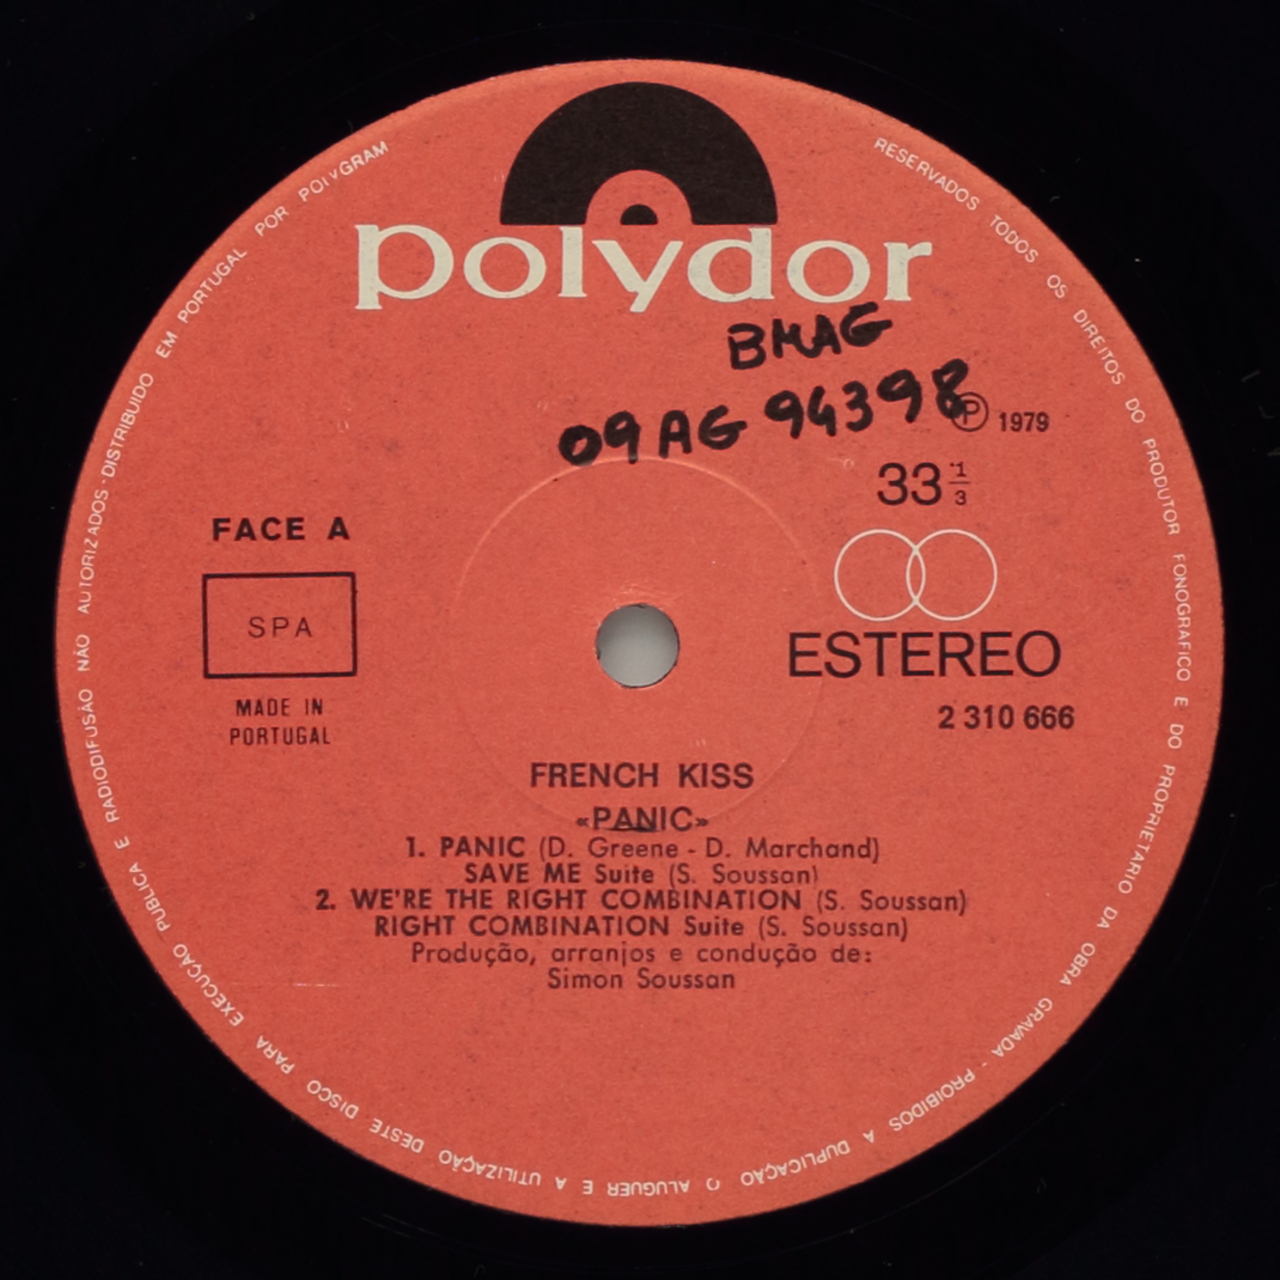 polydor
BMAG
09 AG 94398
Ⓟ 1979
33 1/3
FACE A
SPA
MADE IN
PORTUGAL
ESTEREO
2 310 666
FRENCH KISS
«PANIC»
1. PANIC (D. Greene - D. Marchand)
SAVE ME Suite (S. Soussan)
2. WE'RE THE RIGHT COMBINATION (S. Soussan)
RIGHT COMBINATION Suite (S. Soussan)
Produção, arranjos e condução de:
Simon Soussan
RESERVADOS TODOS OS DIREITOS DO PRODUTOR FONOGRAFICO E DO PROPRIETARIO DA OBRA GRAVADA - PROIBIDOS A DUPLICAÇÃO O ALUGUER E A UTILIZAÇÃO DESTE DISCO PARA EXECUÇÃO PUBLICA E RADIODIFUSÃO NÃO AUTORIZADOS - DISTRIBUIDO EM PORTUGAL POR POLYGRAM